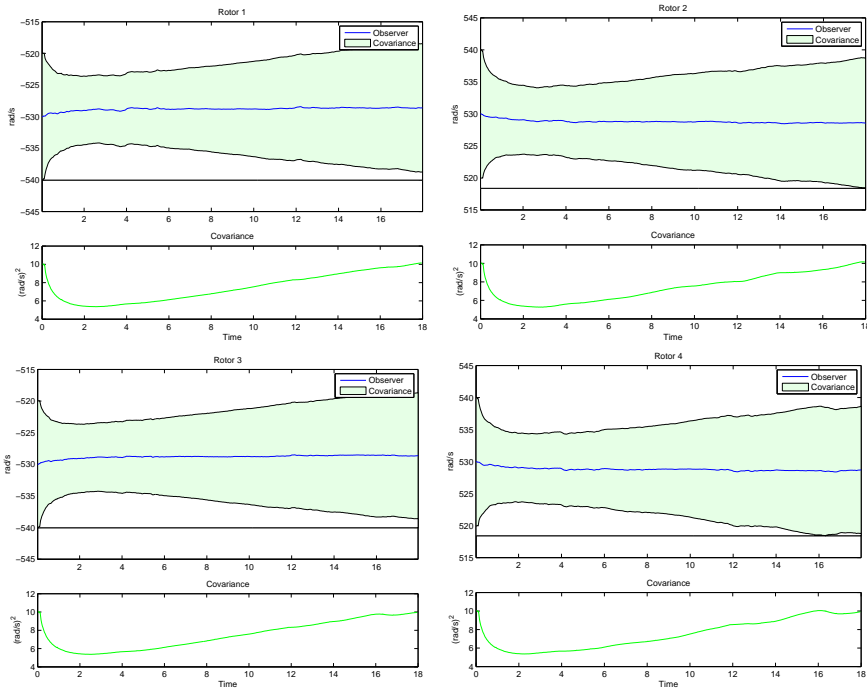 Rotor 1
−515
−520
−525
−530
−535
−540
−545
rad/s
Observer
Covariance
2 4 6 8 10 12 14 16
Covariance
12
10
8
6
4
(rad/s)²
0 2 4 6 8 10 12 14 16 18
Time
Rotor 2
545
540
535
530
525
520
515
rad/s
Observer
Covariance
2 4 6 8 10 12 14 16
Covariance
12
10
8
6
4
(rad/s)²
0 2 4 6 8 10 12 14 16 18
Time
Rotor 3
−515
−520
−525
−530
−535
−540
−545
rad/s
Observer
Covariance
2 4 6 8 10 12 14 16
Covariance
12
10
8
6
4
(rad/s)²
0 2 4 6 8 10 12 14 16 18
Time
Rotor 4
545
540
535
530
525
520
515
rad/s
Observer
Covariance
2 4 6 8 10 12 14 16
Covariance
12
10
8
6
4
(rad/s)²
0 2 4 6 8 10 12 14 16 18
Time